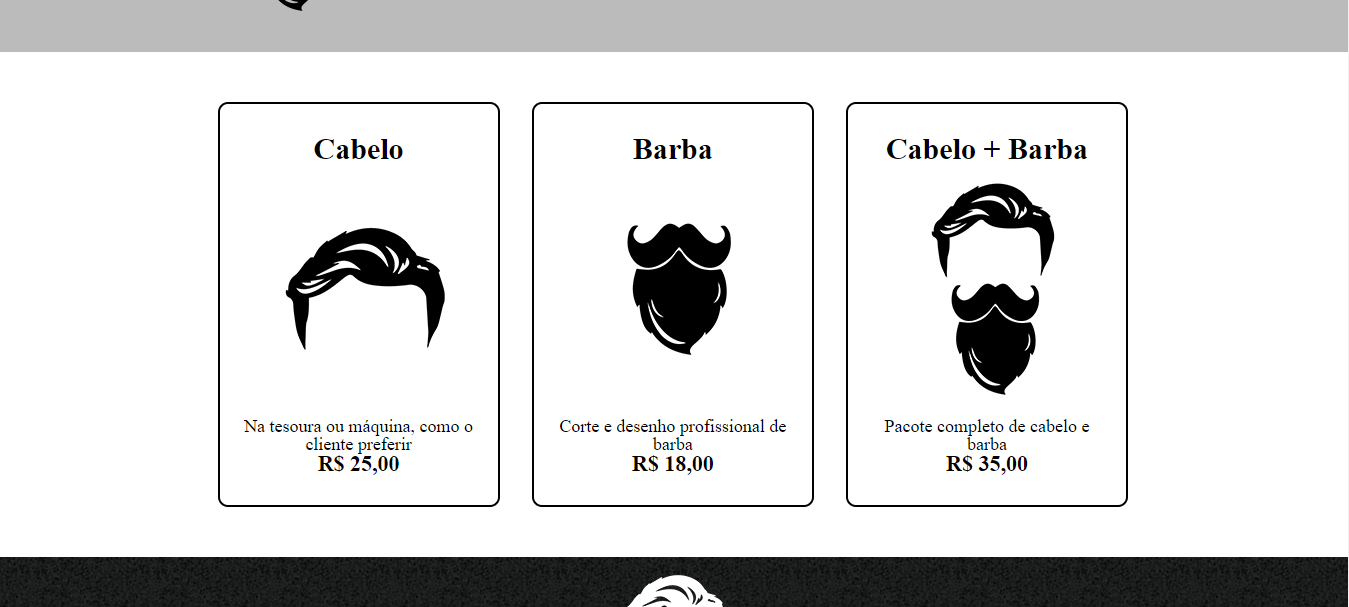 Cabelo
Na tesoura ou máquina, como o
cliente preferir
R$ 25,00
Barba
Corte e desenho profissional de
barba
R$ 18,00
Cabelo + Barba
Pacote completo de cabelo e
barba
R$ 35,00